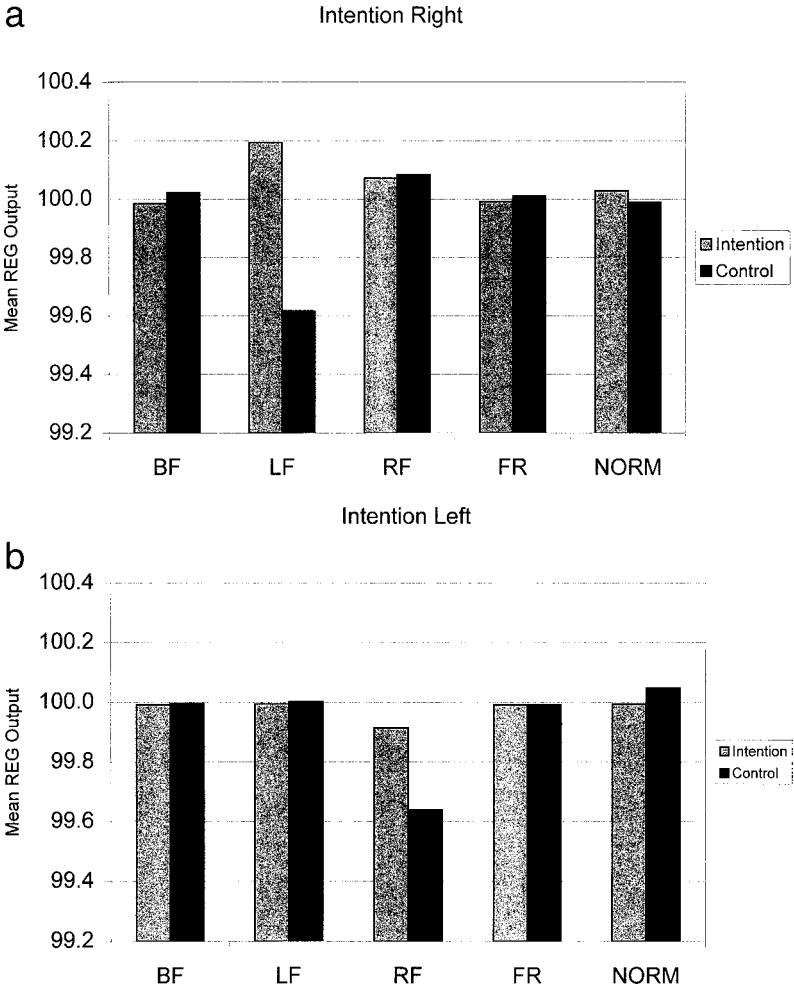 a
Intention Right
100.4
100.2
100.0
99.8
99.6
99.4
99.2
Mean REG Output
BF LF RF FR NORM
Intention
Control
Intention Left
b
100.4
100.2
100.0
99.8
99.6
99.4
99.2
Mean REG Output
BF LF RF FR NORM
Intention
Control